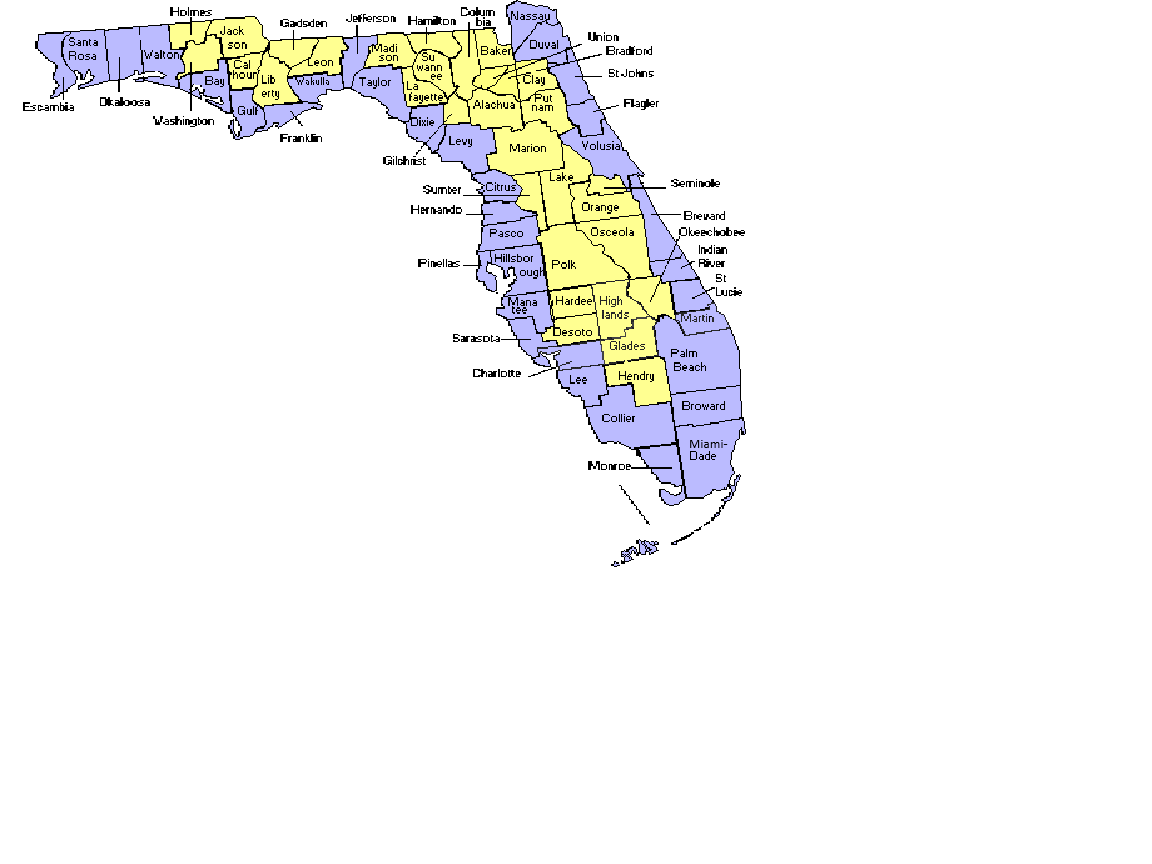 Holmes
Jack
son
Gadsden
Jefferson
Hamilton
Colum
bia
Nassau
Santa
Rosa
Walton
Cal
houn
Lib
erty
Leon
Madi
son
Su
wann
ee
Baker
Duval
Union
Bradford
Bay
Wakulla
Taylor
La
fayette
Clay
St Johns
Escambia
Okaloosa
Washington
Gulf
Franklin
Dixie
Alachua
Put
nam
Flagler
Gilchrist
Levy
Marion
Volusia
Sumter
Citrus
Lake
Seminole
Hernando
Orange
Brevard
Pasco
Osceola
Okeechobee
Pinellas
Hillsbor
ough
Polk
Indian
River
St
Lucie
Mana
tee
Hardee
High
lands
Martin
Sarasota
Desoto
Glades
Palm
Beach
Charlotte
Lee
Hendry
Collier
Broward
Miami-
Dade
Monroe